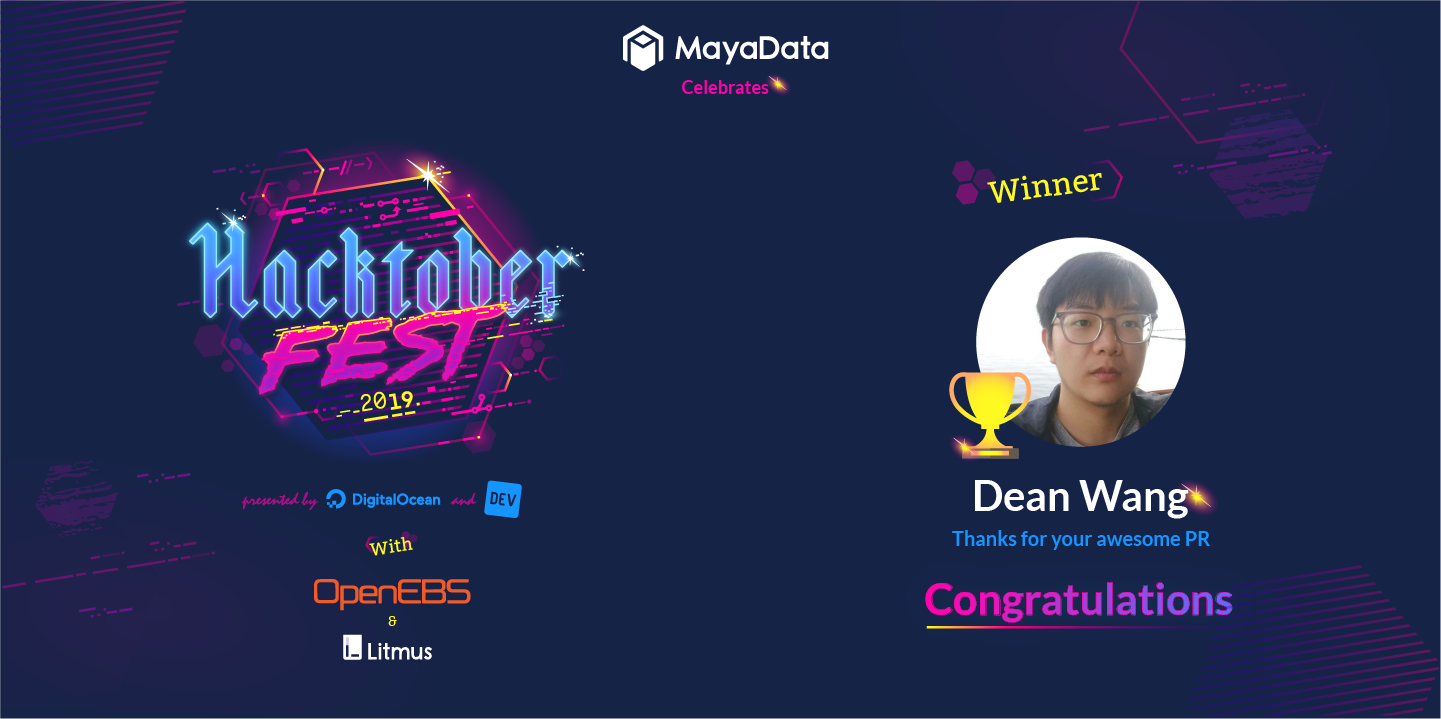 MayaData
Celebrates
Hacktober
FEST
2019
presented by DigitalOcean and DEV
With
OpenEBS
&
Litmus
Winner
Dean Wang
Thanks for your awesome PR
Congratulations